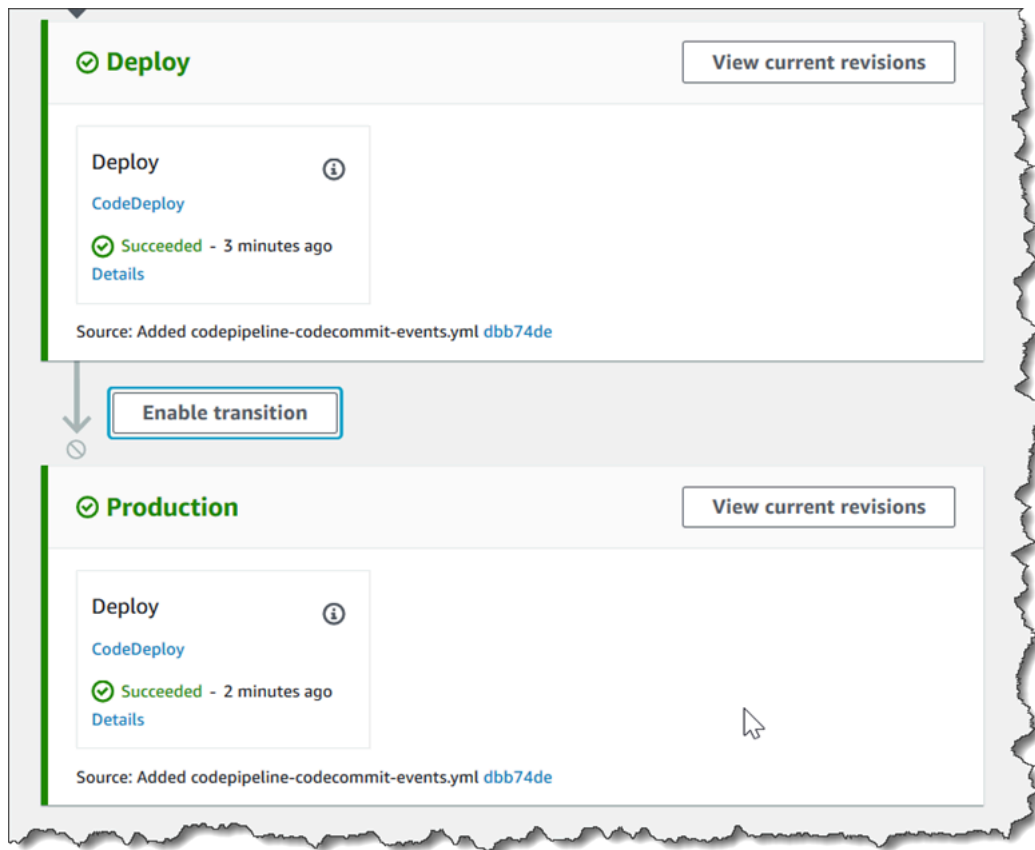 Deploy
View current revisions
Deploy
CodeDeploy
Succeeded - 3 minutes ago
Details
Source: Added codepipeline-codecommit-events.yml dbb74de
Enable transition
Production
View current revisions
Deploy
CodeDeploy
Succeeded - 2 minutes ago
Details
Source: Added codepipeline-codecommit-events.yml dbb74de